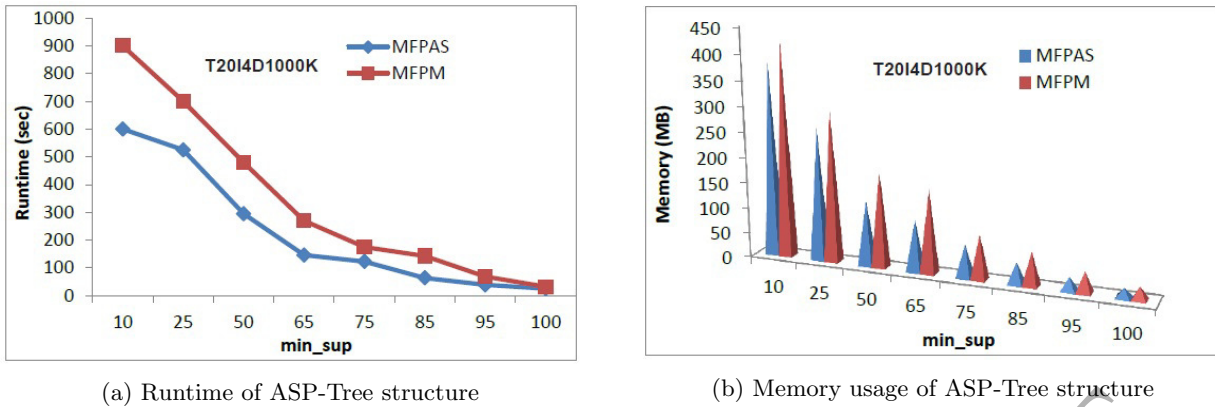 1000
900
800
700
600
500
400
300
200
100
0
Runtime (sec)
T20I4D1000K
MFPAS
MFPM
10 25 50 65 75 85 95 100
min_sup
(a) Runtime of ASP-Tree structure
450
400
350
300
250
200
150
100
50
0
Memory (MB)
T20I4D1000K
MFPAS
MFPM
10 25 50 65 75 85 95 100
min_sup
(b) Memory usage of ASP-Tree structure